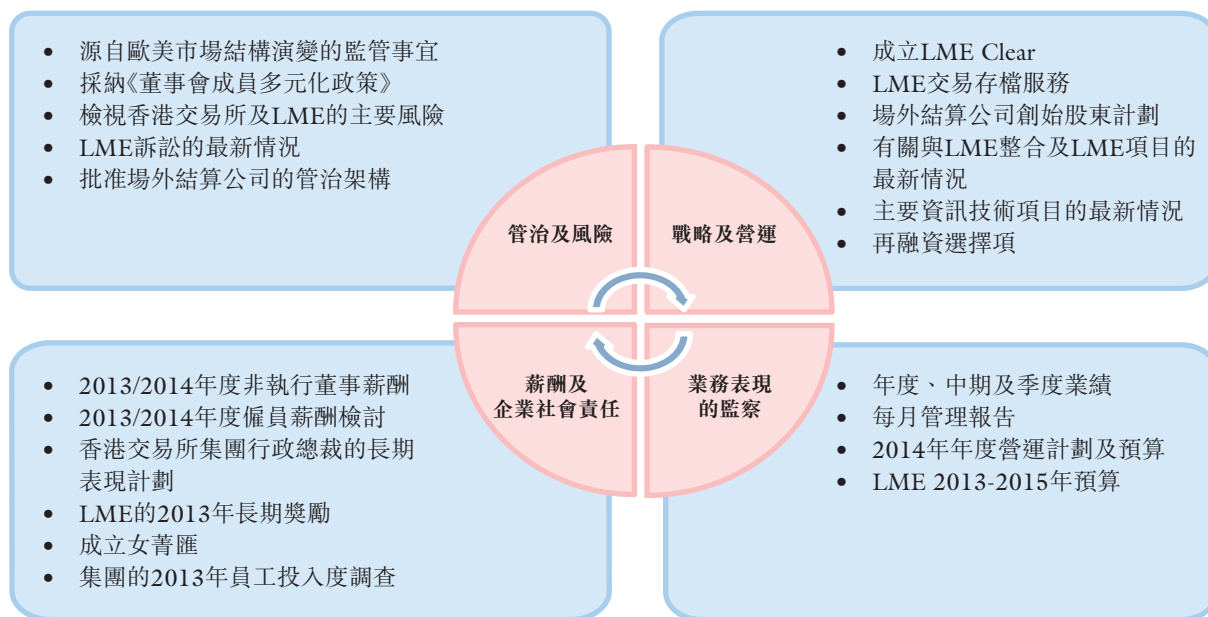 • 源自歐美市場結構演變的監管事宜
• 採納《董事會成員多元化政策》
• 檢視香港交易所及LME的主要風險
• LME訴訟的最新情況
• 批准場外結算公司的管治架構
• 成立LME Clear
• LME交易存檔服務
• 場外結算公司創始股東計劃
• 有關與LME整合及LME項目的
最新情況
• 主要資訊技術項目的最新情況
• 再融資選擇項
管治及風險
戰略及營運
薪酬及
企業社會責任
業務表現
的監察
• 2013/2014年度非執行董事薪酬
• 2013/2014年度僱員薪酬檢討
• 香港交易所集團行政總裁的長期
表現計劃
• LME的2013年長期獎勵
• 成立女菁匯
• 集團的2013年員工投入度調查
• 年度、中期及季度業績
• 每月管理報告
• 2014年年度營運計劃及預算
• LME 2013-2015年預算